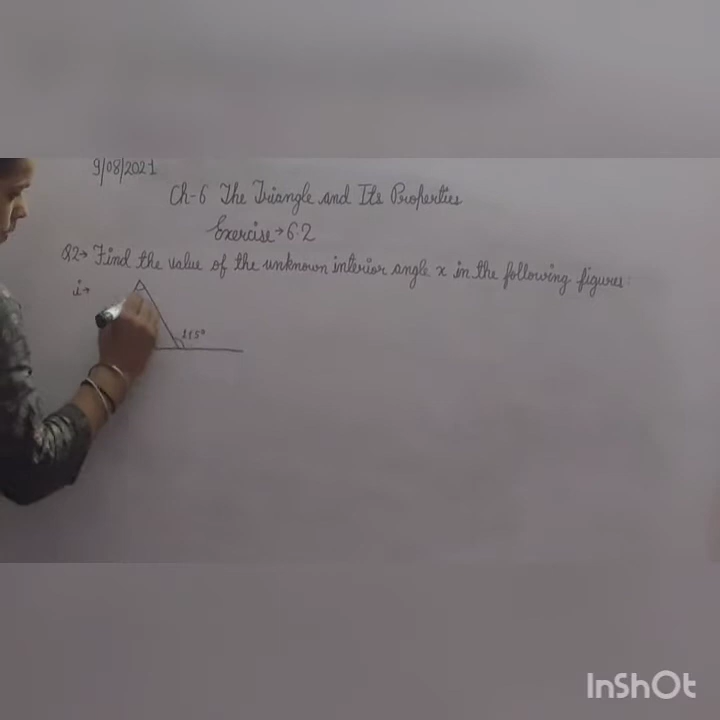 9/08/2021
Ch-6 The Triangle and Its Properties
Exercise → 6.2
Q2→ Find the value of the unknown interior angle x in the following figures:
i→
115°
InShOt